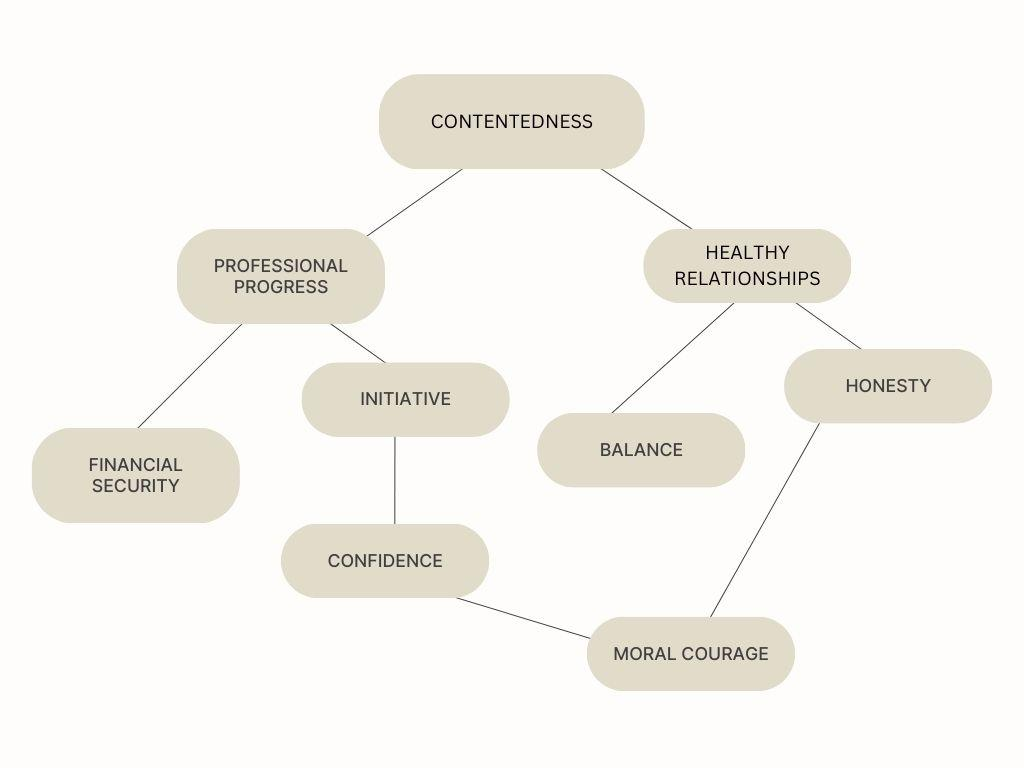 CONTENTEDNESS
PROFESSIONAL
PROGRESS
HEALTHY
RELATIONSHIPS
INITIATIVE
HONESTY
BALANCE
FINANCIAL
SECURITY
CONFIDENCE
MORAL COURAGE